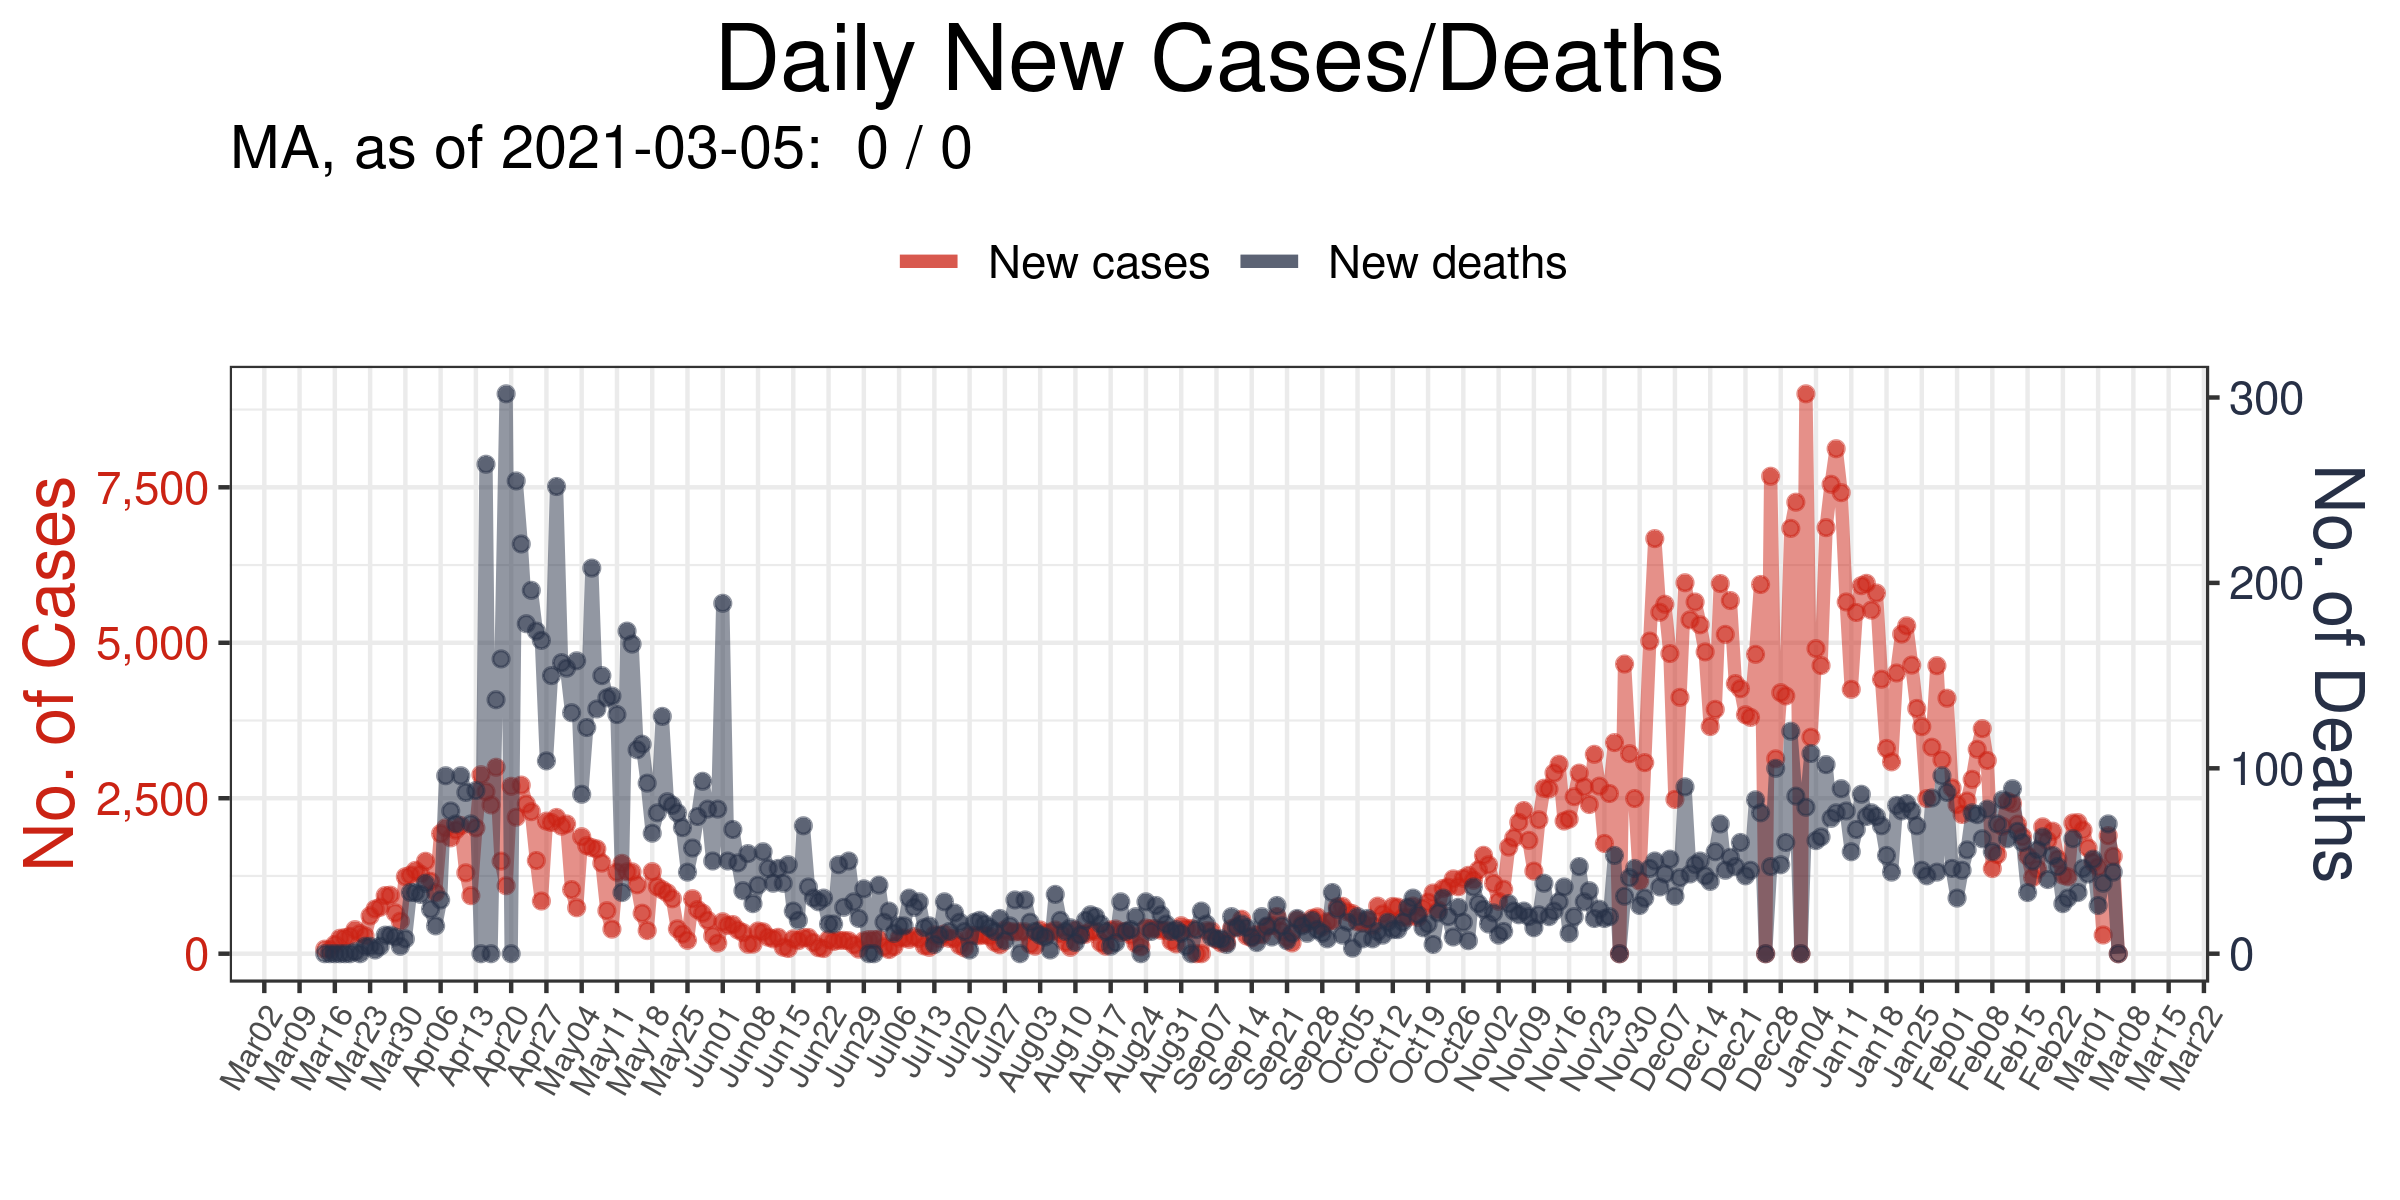 Daily New Cases/Deaths
MA, as of 2021-03-05:  0 / 0
New cases New deaths
No. of Cases
7,500
5,000
2,500
0
300
200
100
0
No. of Deaths
Mar02 Mar09 Mar16 Mar23 Mar30 Apr06 Apr13 Apr20 Apr27 May04 May11 May18 May25 Jun01 Jun08 Jun15 Jun22 Jun29 Jul06 Jul13 Jul20 Jul27 Aug03 Aug10 Aug17 Aug24 Aug31 Sep07 Sep14 Sep21 Sep28 Oct05 Oct12 Oct19 Oct26 Nov02 Nov09 Nov16 Nov23 Nov30 Dec07 Dec14 Dec21 Dec28 Jan04 Jan11 Jan18 Jan25 Feb01 Feb08 Feb15 Feb22 Mar01 Mar08 Mar15 Mar22